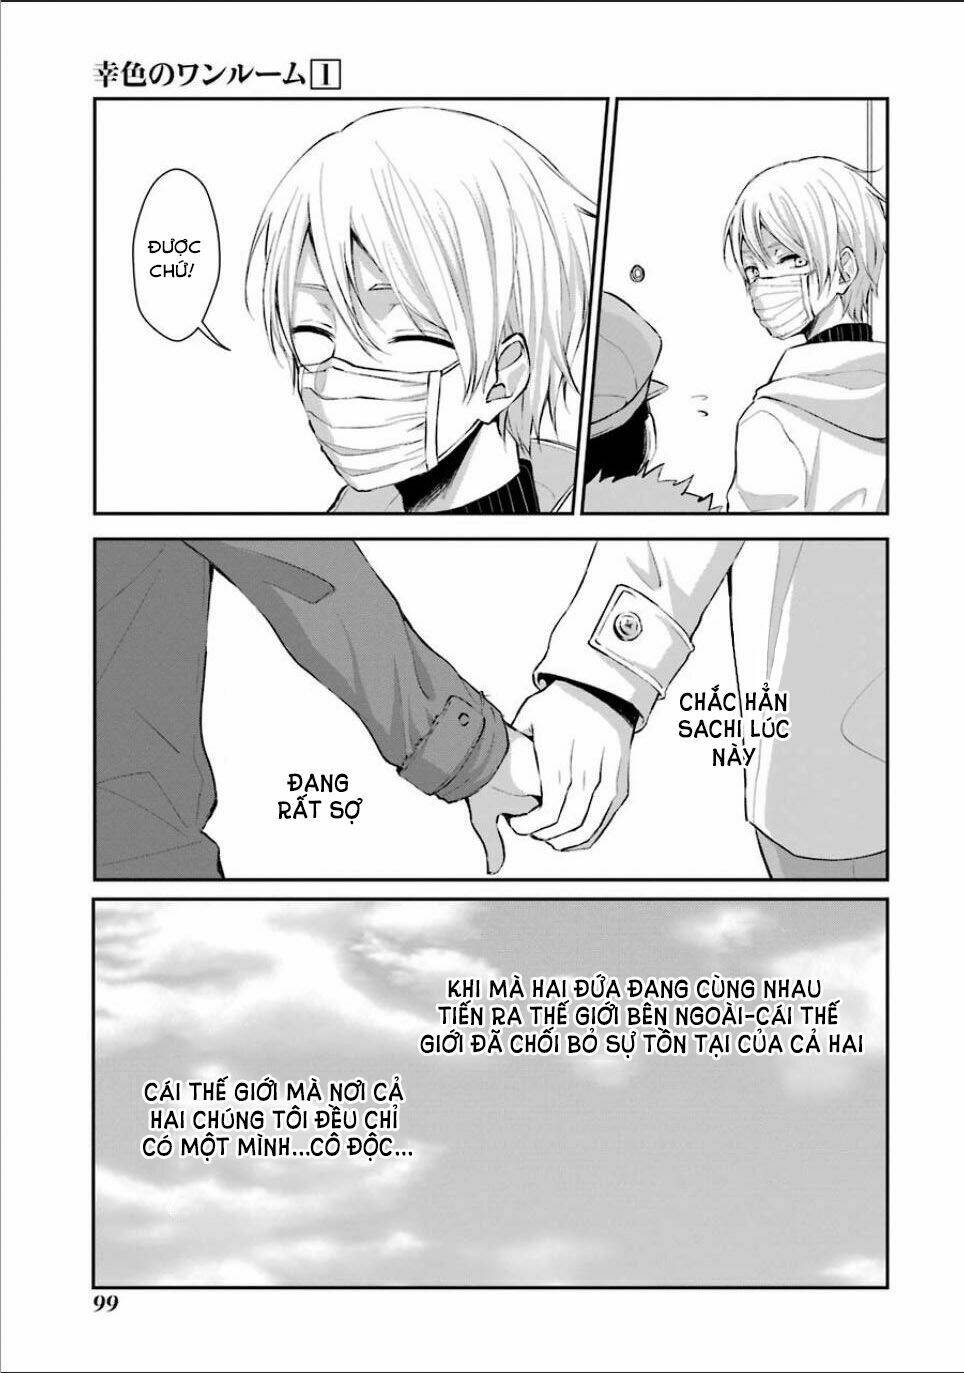 幸色のワンルーム 1
ĐƯỢC
CHỨ!
CHẮC HẲN
SACHI LÚC
NÀY
ĐANG
RẤT SỢ
KHI MÀ HAI ĐỨA ĐANG CÙNG NHAU
TIẾN RA THẾ GIỚI BÊN NGOÀI-CÁI THẾ
GIỚI ĐÃ CHỐI BỎ SỰ TỒN TẠI CỦA CẢ HAI
CÁI THẾ GIỚI MÀ NƠI CẢ
HAI CHÚNG TÔI ĐỀU CHỈ
CÓ MỘT MÌNH...CÔ ĐỘC...
99